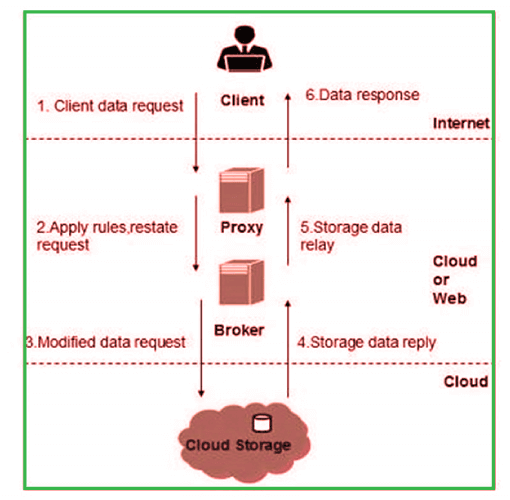 Client
1. Client data request
6.Data response
Internet
2.Apply rules,restate
request
Proxy
5.Storage data
relay
Cloud
or
Web
Broker
3.Modified data request
4.Storage data reply
Cloud
Cloud Storage